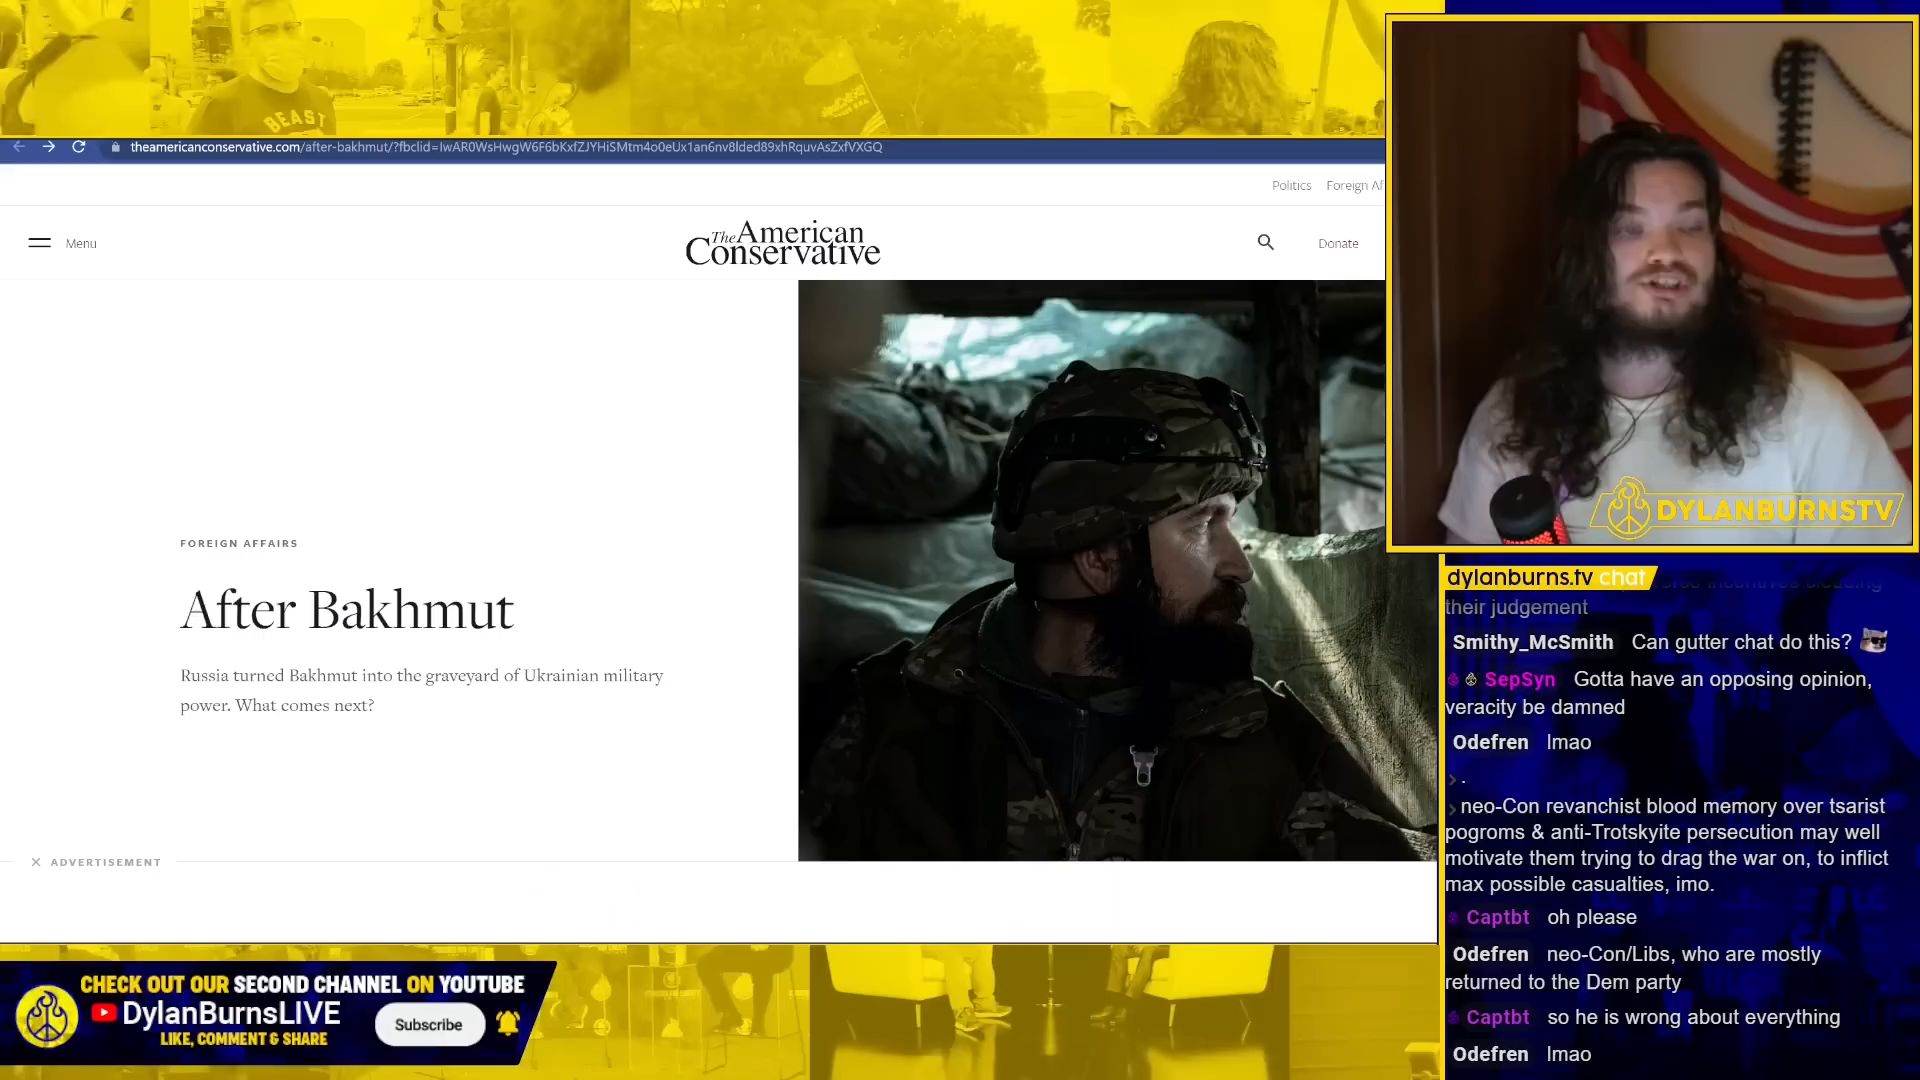 BEAST
theamericanconservative.com/after-bakhmut/?fbclid=IwAR0WsHwgW6F6bKxfZJYHiSMtm4o0eUx1an6nv8lded89xhRquvAsZxfVXGQ
Politics Foreign Af
Menu
The American
Conservative
Donate
FOREIGN AFFAIRS
After Bakhmut
Russia turned Bakhmut into the graveyard of Ukrainian military
power. What comes next?
ADVERTISEMENT
CHECK OUT OUR SECOND CHANNEL ON YOUTUBE
DylanBurnsLIVE
Subscribe
LIKE, COMMENT & SHARE
DYLANBURNSTV
dylanburns.tv chat
their judgement
Smithy_McSmith Can gutter chat do this?
SepSyn Gotta have an opposing opinion,
veracity be damned
Odefren lmao
.
neo-Con revanchist blood memory over tsarist
pogroms & anti-Trotskyite persecution may well
motivate them trying to drag the war on, to inflict
max possible casualties, imo.
Captbt oh please
Odefren neo-Con/Libs, who are mostly
returned to the Dem party
Captbt so he is wrong about everything
Odefren lmao